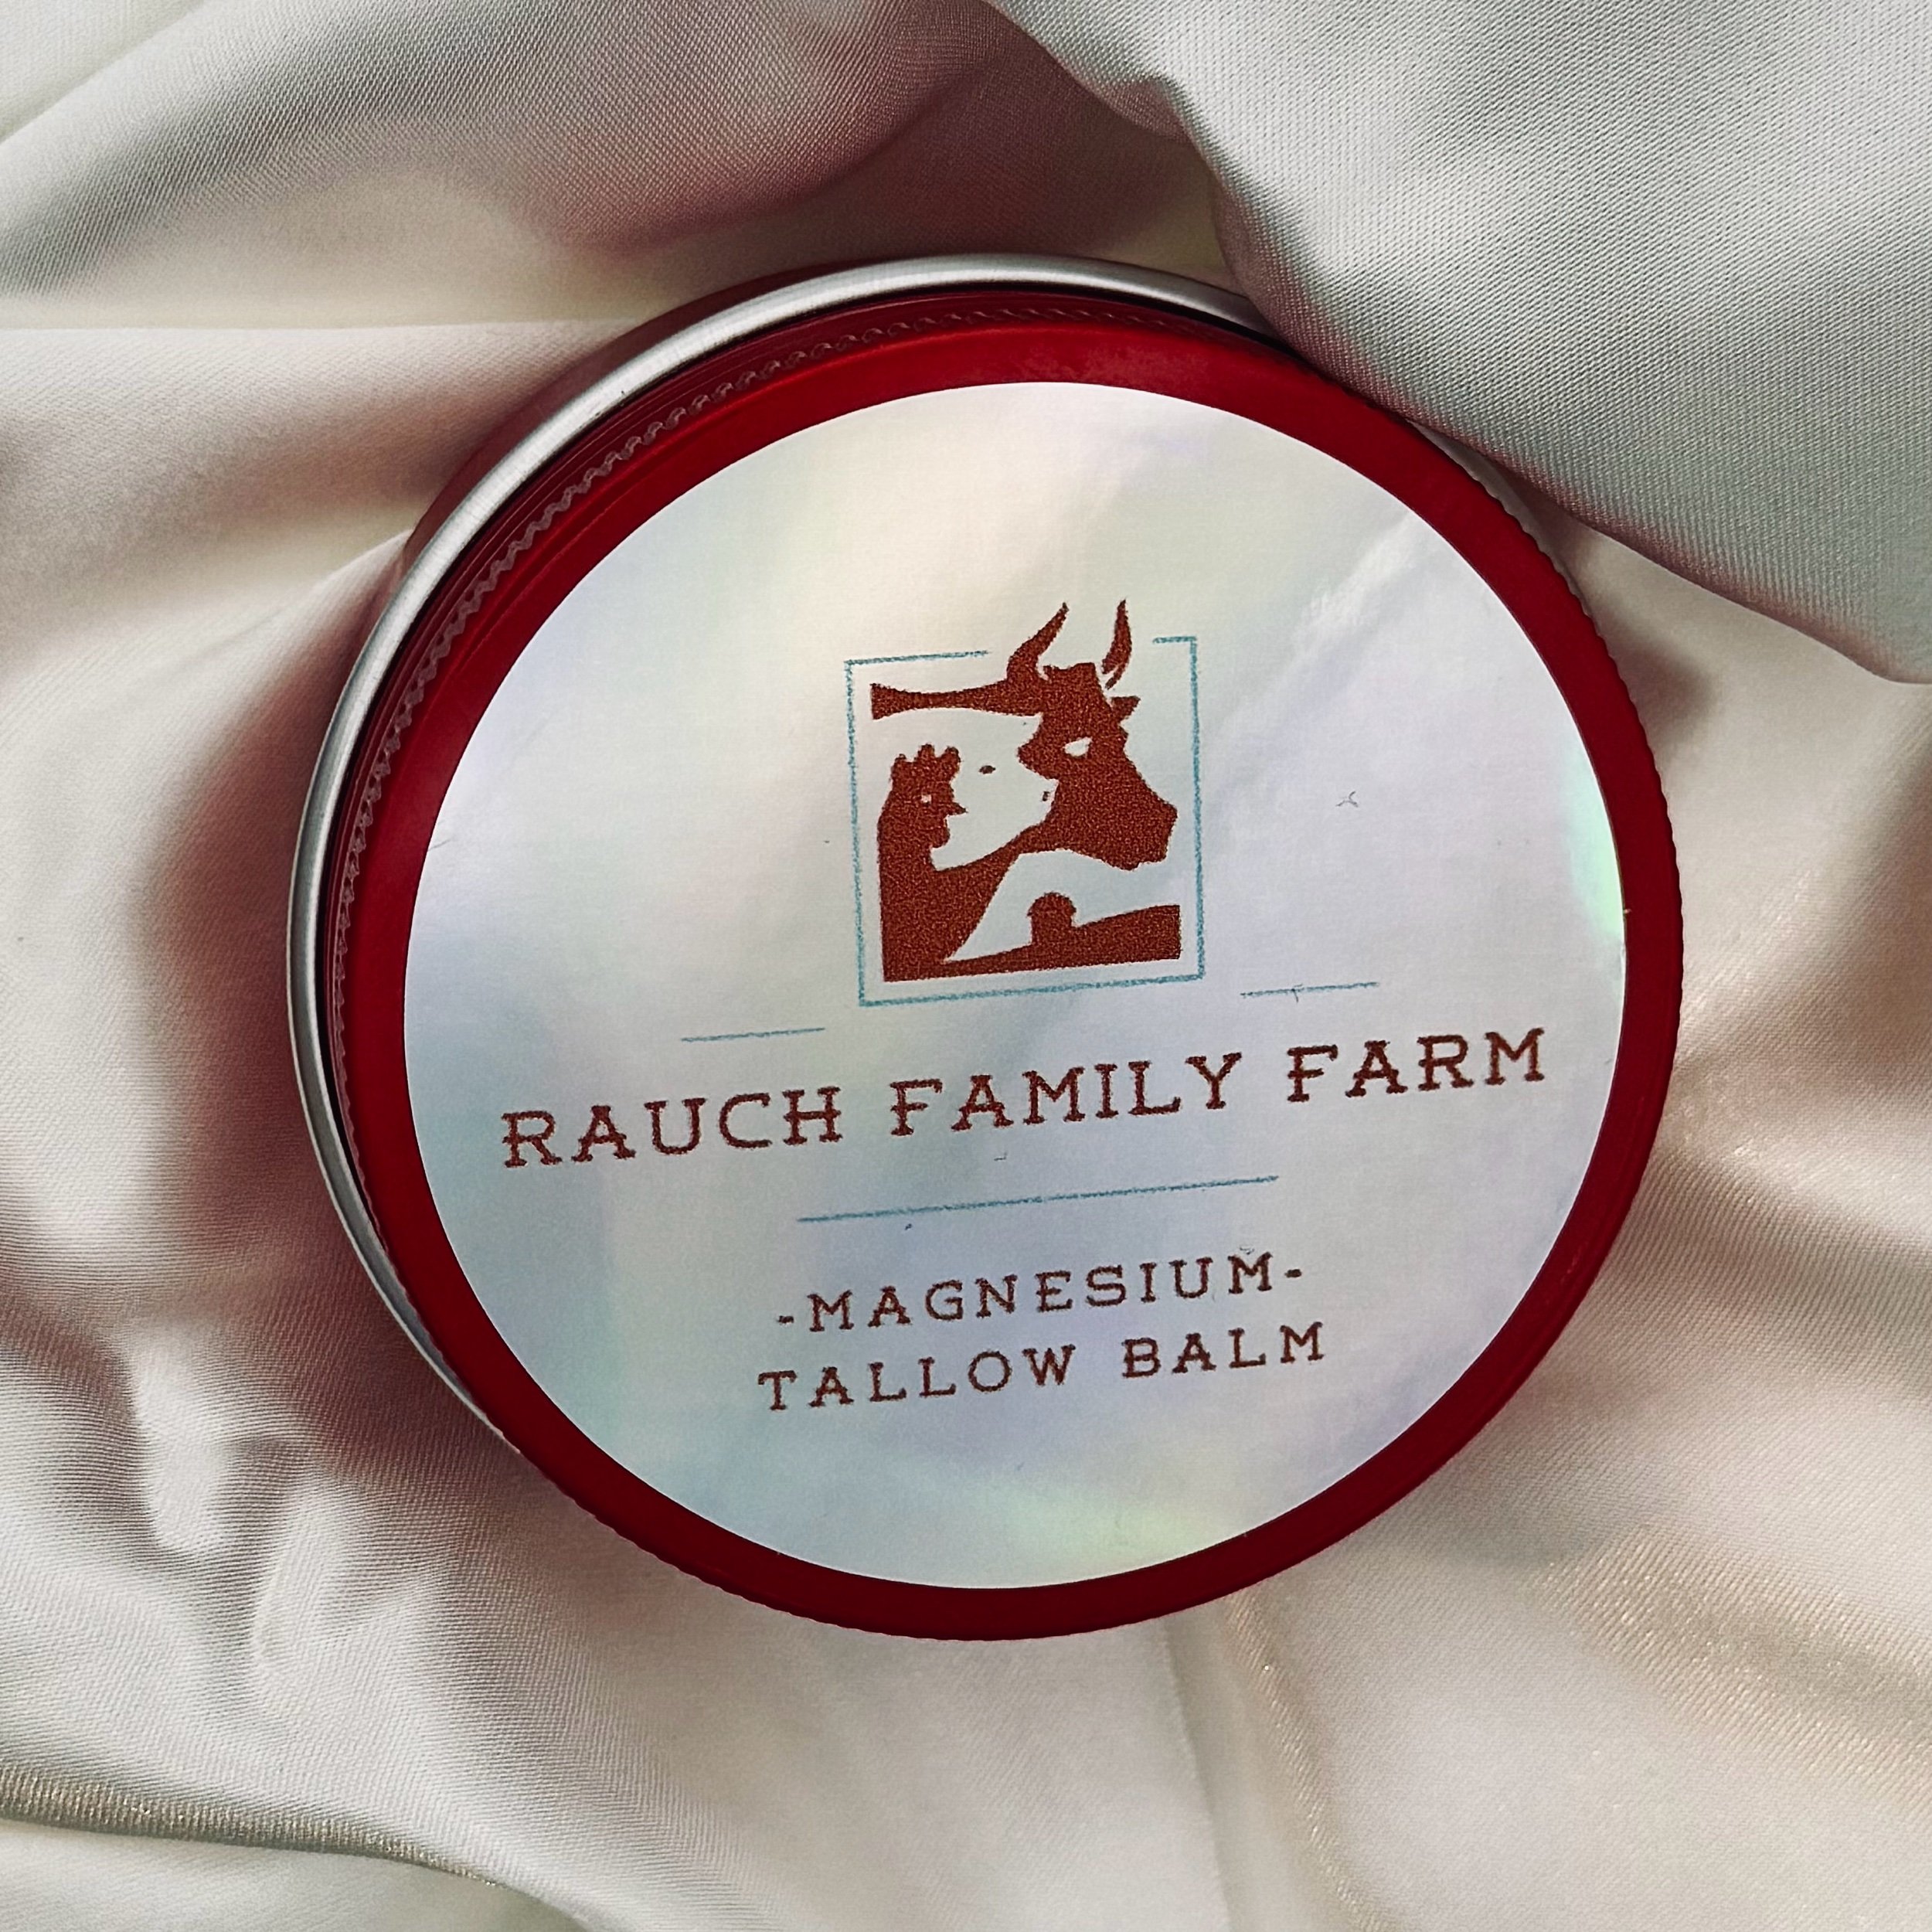 RAUCH FAMILY FARM
-MAGNESIUM-
TALLOW BALM